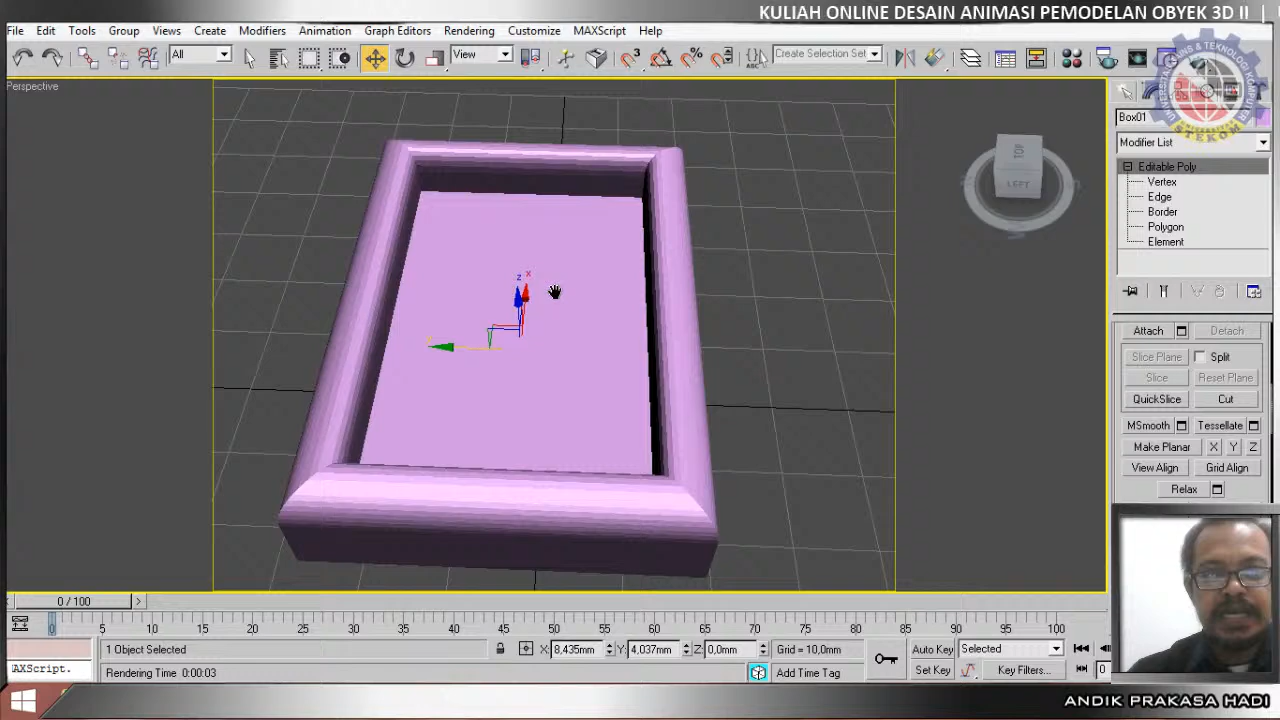 KULIAH ONLINE DESAIN ANIMASI PEMODELAN OBYEK 3D II |
File Edit Tools Group Views Create Modifiers Animation Graph Editors Rendering Customize MAXScript Help
All View Create Selection Set
Perspective
TOP
LEFT
x
z
STEKOM
Box01
Modifier List
Editable Poly
Vertex
Edge
Border
Polygon
Element
Attach Detach
Slice Plane Split
Slice Reset Plane
QuickSlice Cut
MSmooth Tessellate
Make Planar X Y Z
View Align Grid Align
Relax
0 / 100
0 5 10 15 20 25 30 35 40 45 50 55 60 65 70 75 80 85 90 95 100
1 Object Selected X: 8,435mm Y: 4,037mm Z: 0,0mm Grid = 10,0mm Auto Key Selected
AXScript. Rendering Time 0:00:03 Add Time Tag Set Key Key Filters... 0
ANDIK PRAKASA HADI